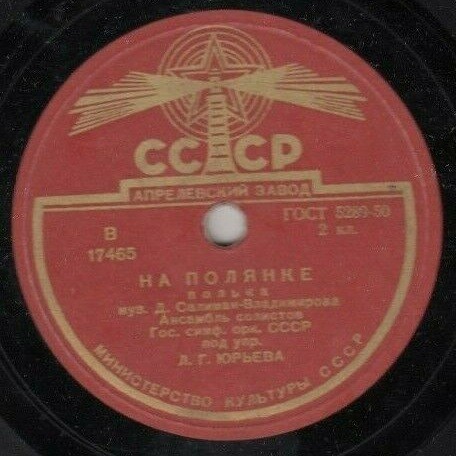 СССР
АПРЕЛЕВСКИЙ ЗАВОД
В
17465
ГОСТ 5289-50
2 кл.
НА ПОЛЯНКЕ
полька
муз. Д. Салиман-Владимирова
Ансамбль солистов
Гос. симф. орк. СССР
под упр.
Л. Г. ЮРЬЕВА
МИНИСТЕРСТВО КУЛЬТУРЫ СССР